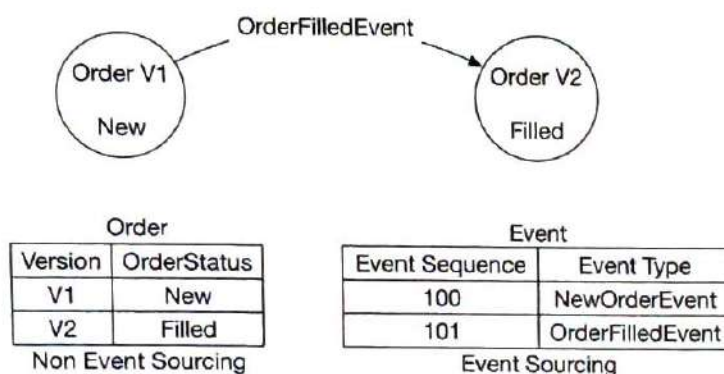 OrderFilledEvent
Order V1
New
Order V2
Filled
Order
Version OrderStatus
V1 New
V2 Filled
Non Event Sourcing
Event
Event Sequence Event Type
100 NewOrderEvent
101 OrderFilledEvent
Event Sourcing